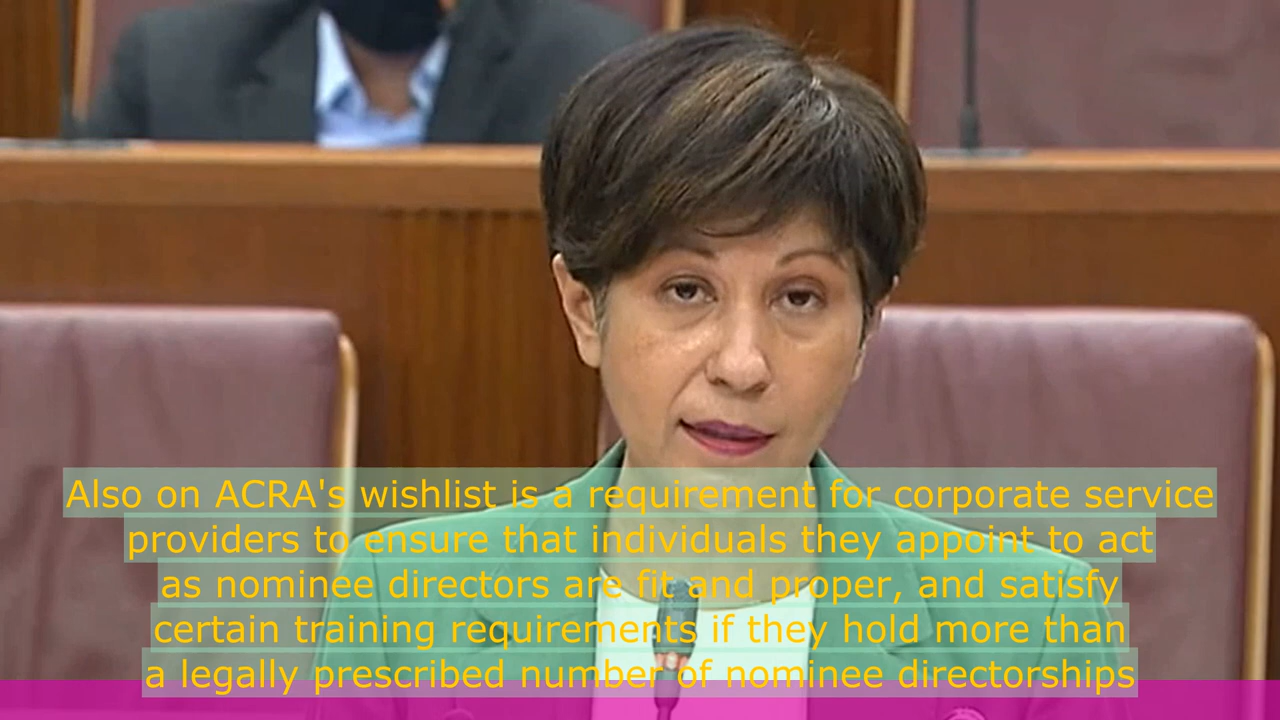 Also on ACRA's wishlist is a requirement for corporate service
providers to ensure that individuals they appoint to act
as nominee directors are fit and proper, and satisfy
certain training requirements if they hold more than
a legally prescribed number of nominee directorships